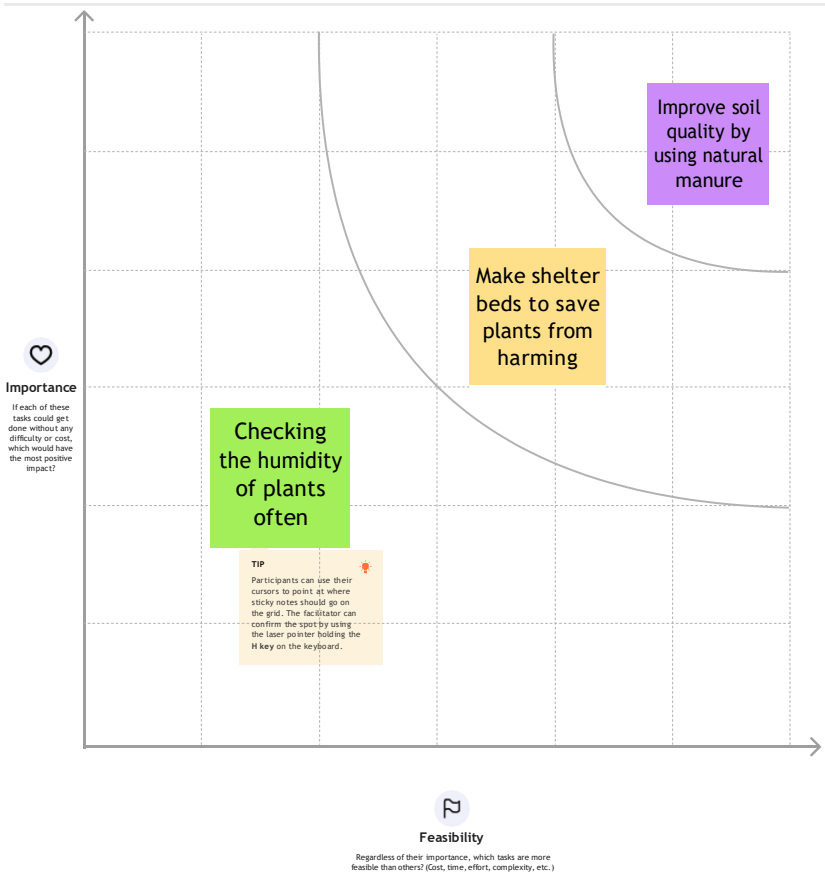 Improve soil
quality by
using natural
manure
Make shelter
beds to save
plants from
harming
Importance
If each of these
tasks could get
done without any
difficulty or cost,
which would have
the most positive
impact?
Checking
the humidity
of plants
often
TIP
Participants can use their
cursors to point at where
sticky notes should go on
the grid. The facilitator can
confirm the spot by using
the laser pointer holding the
H key on the keyboard.
Feasibility
Regardless of their importance, which tasks are more
feasible than others? (Cost, time, effort, complexity, etc.)